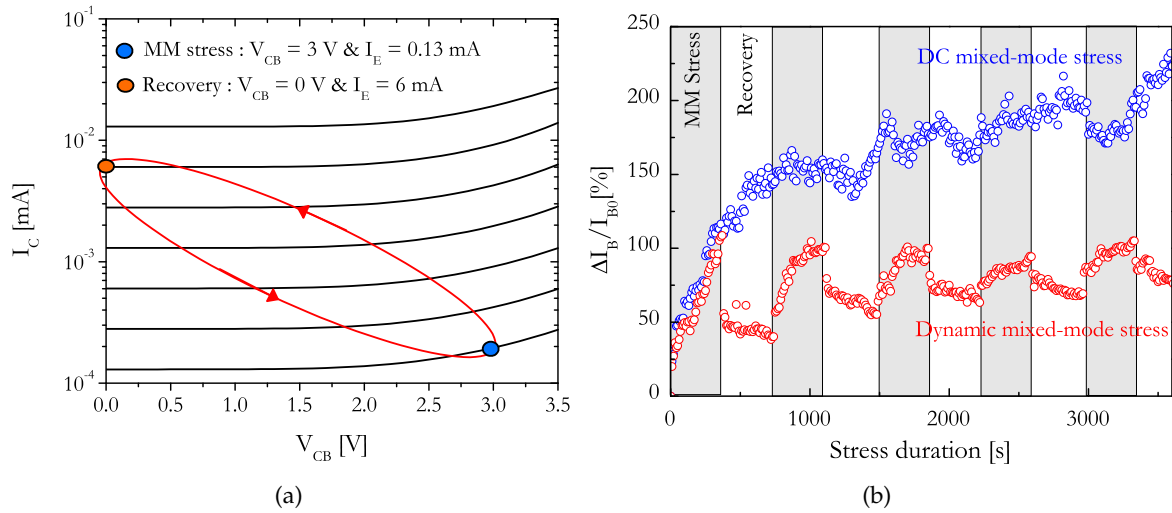 10⁻¹
10⁻²
10⁻³
10⁻⁴
I_C [mA]
MM stress : V_CB = 3 V & I_E = 0.13 mA
Recovery : V_CB = 0 V & I_E = 6 mA
0.0 0.5 1.0 1.5 2.0 2.5 3.0 3.5
V_CB [V]
(a)
250
200
150
100
50
0
ΔI_B/I_B0[%]
MM Stress
Recovery
DC mixed-mode stress
Dynamic mixed-mode stress
0 1000 2000 3000
Stress duration [s]
(b)